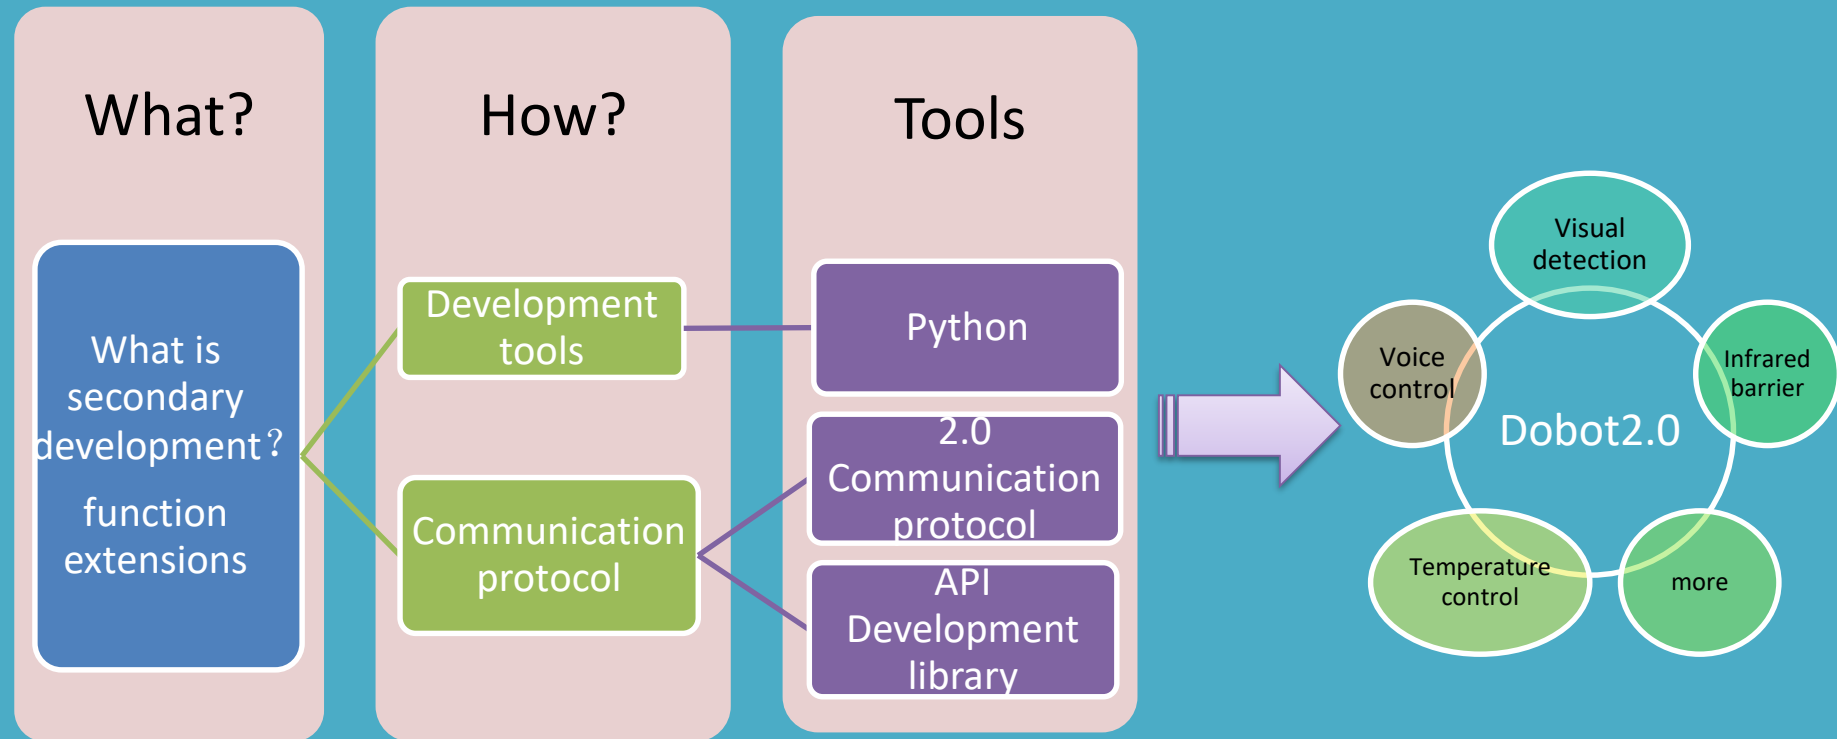 What?
What is
secondary
development？
function
extensions
How?
Development
tools
Communication
protocol
Tools
Python
2.0
Communication
protocol
API
Development
library
Visual
detection
Voice
control
Infrared
barrier
Dobot2.0
Temperature
control
more